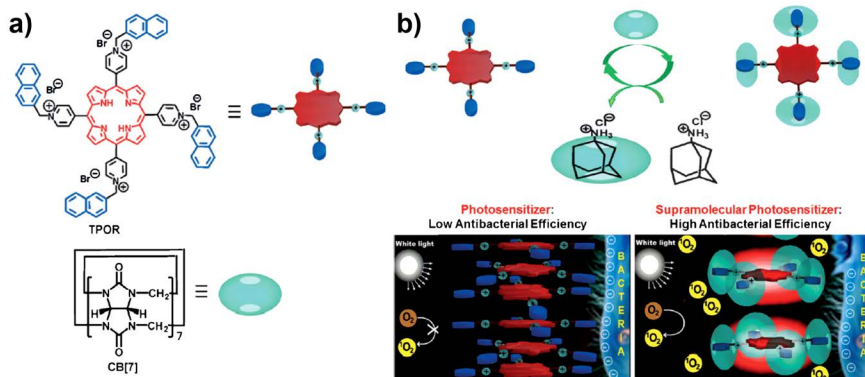 a)
Br⊖
N⊕
Br⊖
N⊕
NH
N
N
HN
Br⊖
N⊕
Br⊖
N⊕
TPOR
≡
O
N
N
CH2
H
H
N
N
CH2
O
7
CB[7]
≡
b)
Cl⊖
⊕NH3
Cl⊖
⊕NH3
Photosensitizer:
Low Antibacterial Efficiency
White light
O2
1O2
BACTERIA
Supramolecular Photosensitizer:
High Antibacterial Efficiency
White light
O2
1O2
1O2
1O2
1O2
1O2
1O2
1O2
1O2
BACTERIA